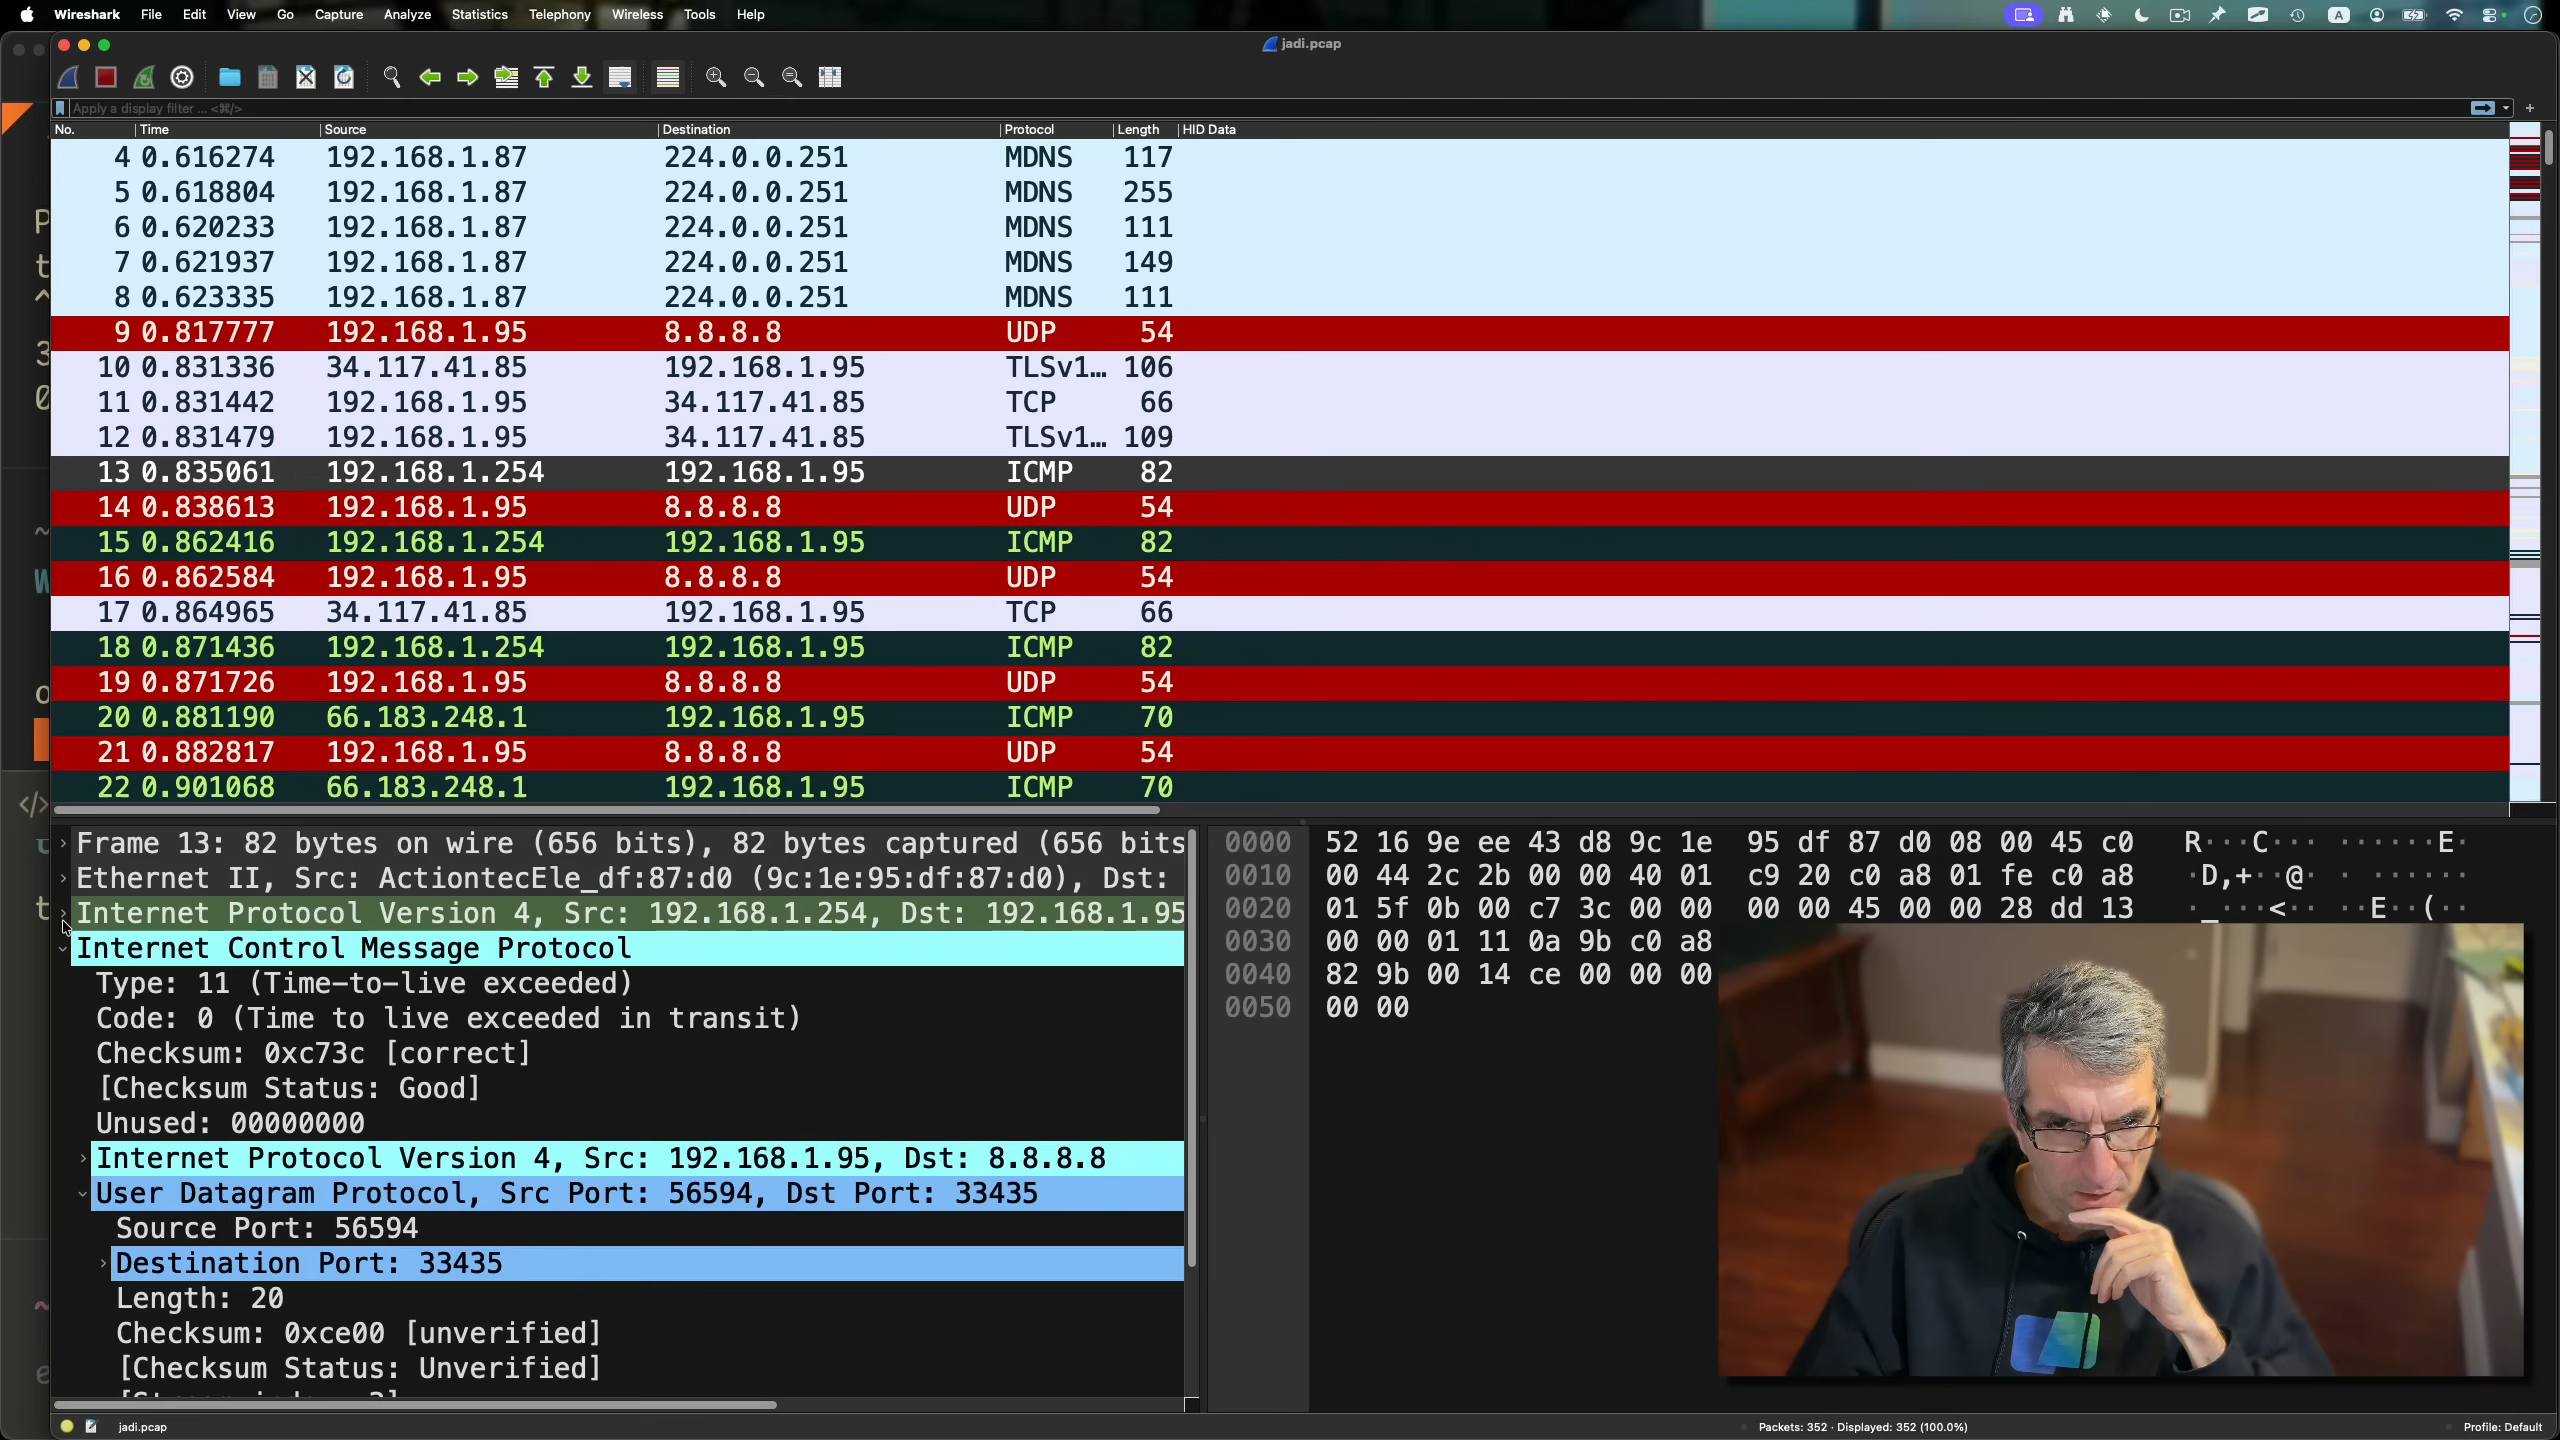 Wireshark File Edit View Go Capture Analyze Statistics Telephony Wireless Tools Help
jadi.pcap
Apply a display filter ... <⌘/>
No. Time Source Destination Protocol Length HID Data
4 0.616274 192.168.1.87 224.0.0.251 MDNS 117
5 0.618804 192.168.1.87 224.0.0.251 MDNS 255
6 0.620233 192.168.1.87 224.0.0.251 MDNS 111
7 0.621937 192.168.1.87 224.0.0.251 MDNS 149
8 0.623335 192.168.1.87 224.0.0.251 MDNS 111
9 0.817777 192.168.1.95 8.8.8.8 UDP 54
10 0.831336 34.117.41.85 192.168.1.95 TLSv1… 106
11 0.831442 192.168.1.95 34.117.41.85 TCP 66
12 0.831479 192.168.1.95 34.117.41.85 TLSv1… 109
13 0.835061 192.168.1.254 192.168.1.95 ICMP 82
14 0.838613 192.168.1.95 8.8.8.8 UDP 54
15 0.862416 192.168.1.254 192.168.1.95 ICMP 82
16 0.862584 192.168.1.95 8.8.8.8 UDP 54
17 0.864965 34.117.41.85 192.168.1.95 TCP 66
18 0.871436 192.168.1.254 192.168.1.95 ICMP 82
19 0.871726 192.168.1.95 8.8.8.8 UDP 54
20 0.881190 66.183.248.1 192.168.1.95 ICMP 70
21 0.882817 192.168.1.95 8.8.8.8 UDP 54
22 0.901068 66.183.248.1 192.168.1.95 ICMP 70
Frame 13: 82 bytes on wire (656 bits), 82 bytes captured (656 bits
Ethernet II, Src: ActiontecEle_df:87:d0 (9c:1e:95:df:87:d0), Dst:
Internet Protocol Version 4, Src: 192.168.1.254, Dst: 192.168.1.95
Internet Control Message Protocol
Type: 11 (Time-to-live exceeded)
Code: 0 (Time to live exceeded in transit)
Checksum: 0xc73c [correct]
[Checksum Status: Good]
Unused: 00000000
Internet Protocol Version 4, Src: 192.168.1.95, Dst: 8.8.8.8
User Datagram Protocol, Src Port: 56594, Dst Port: 33435
Source Port: 56594
Destination Port: 33435
Length: 20
Checksum: 0xce00 [unverified]
[Checksum Status: Unverified]
0000 52 16 9e ee 43 d8 9c 1e 95 df 87 d0 08 00 45 c0 R···C··· ······E·
0010 00 44 2c 2b 00 00 40 01 c9 20 c0 a8 01 fe c0 a8 ·D,+··@· · ······
0020 01 5f 0b 00 c7 3c 00 00 00 00 45 00 00 28 dd 13 ·_···<·· ··E··(··
0030 00 00 01 11 0a 9b c0 a8
0040 82 9b 00 14 ce 00 00 00
0050 00 00
jadi.pcap
Packets: 352 · Displayed: 352 (100.0%)
Profile: Default